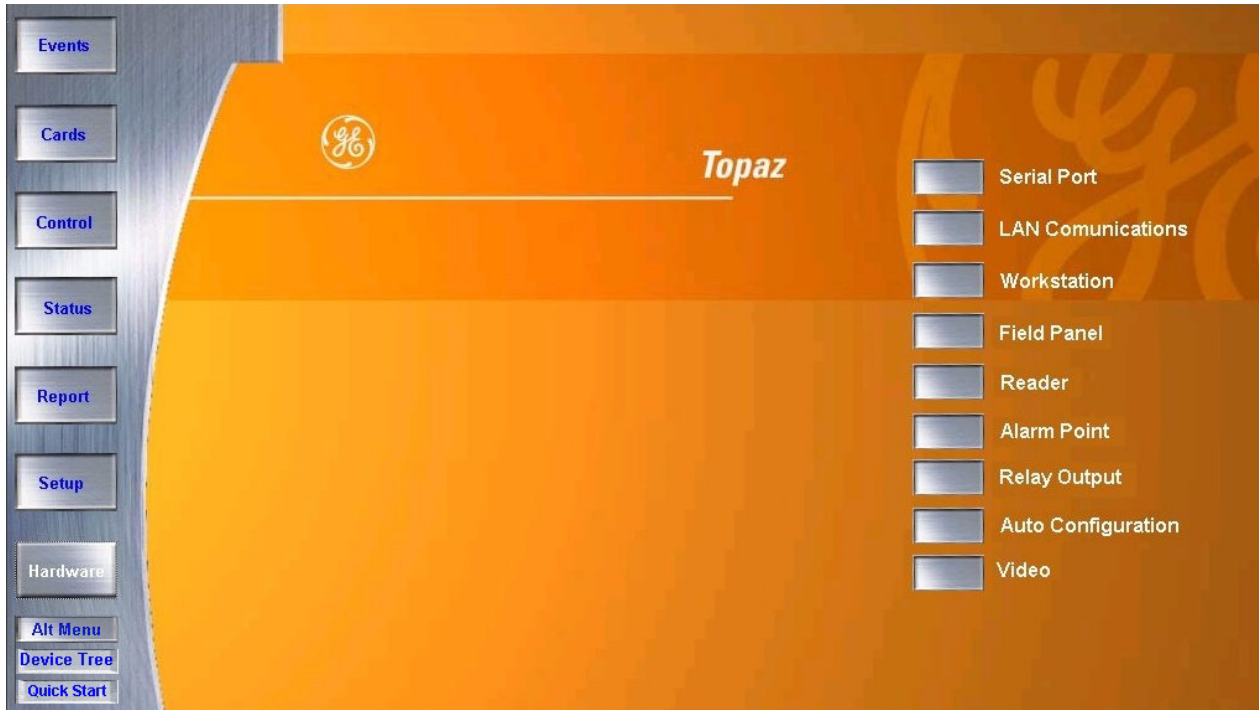 Events
Cards
Control
Status
Report
Setup
Hardware
Alt Menu
Device Tree
Quick Start
GE
Topaz
Serial Port
LAN Comunications
Workstation
Field Panel
Reader
Alarm Point
Relay Output
Auto Configuration
Video